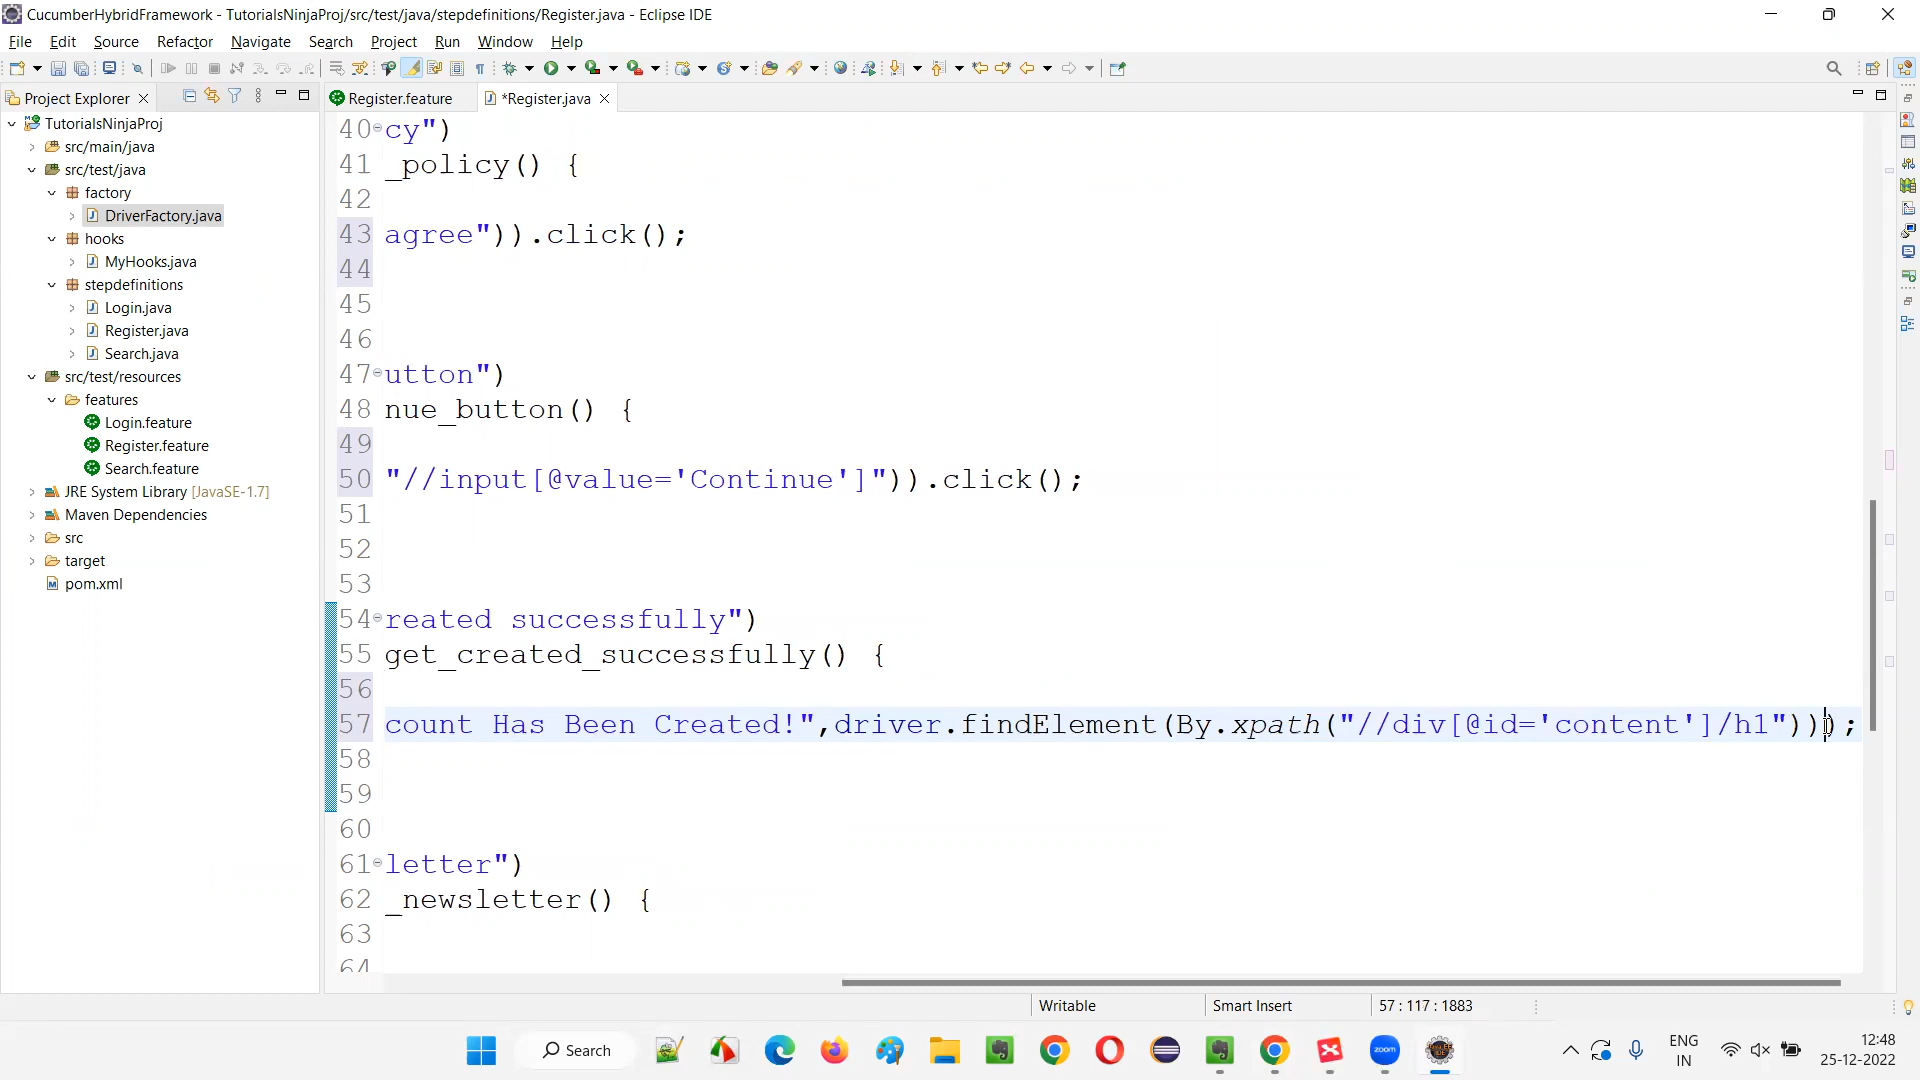 CucumberHybridFramework - TutorialsNinjaProj/src/test/java/stepdefinitions/Register.java - Eclipse IDE
File Edit Source Refactor Navigate Search Project Run Window Help
Project Explorer
Register.feature
*Register.java
TutorialsNinjaProj
src/main/java
src/test/java
factory
DriverFactory.java
hooks
MyHooks.java
stepdefinitions
Login.java
Register.java
Search.java
src/test/resources
features
Login.feature
Register.feature
Search.feature
JRE System Library [JavaSE-1.7]
Maven Dependencies
src
target
pom.xml
40 cy")
41 _policy() {
42
43 agree")).click();
44
45
46
47 utton")
48 nue_button() {
49
50 "//input[@value='Continue']")).click();
51
52
53
54 reated successfully")
55 get_created_successfully() {
56
57 count Has Been Created!",driver.findElement(By.xpath("//div[@id='content']/h1")));
58
59
60
61 letter")
62 _newsletter() {
63
64
Writable
Smart Insert
57 : 117 : 1883
Search
zoom
ENG
IN
12:48
25-12-2022